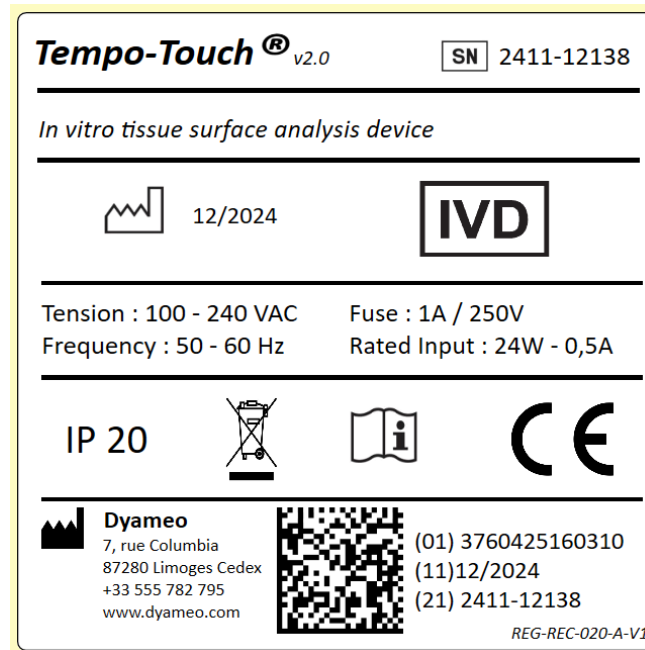 Tempo-Touch ® v2.0
SN 2411-12138
In vitro tissue surface analysis device
12/2024
IVD
Tension : 100 - 240 VAC
Fuse : 1A / 250V
Frequency : 50 - 60 Hz
Rated Input : 24W - 0,5A
IP 20
i
CE
Dyameo
7, rue Columbia
87280 Limoges Cedex
+33 555 782 795
www.dyameo.com
(01) 3760425160310
(11)12/2024
(21) 2411-12138
REG-REC-020-A-V1